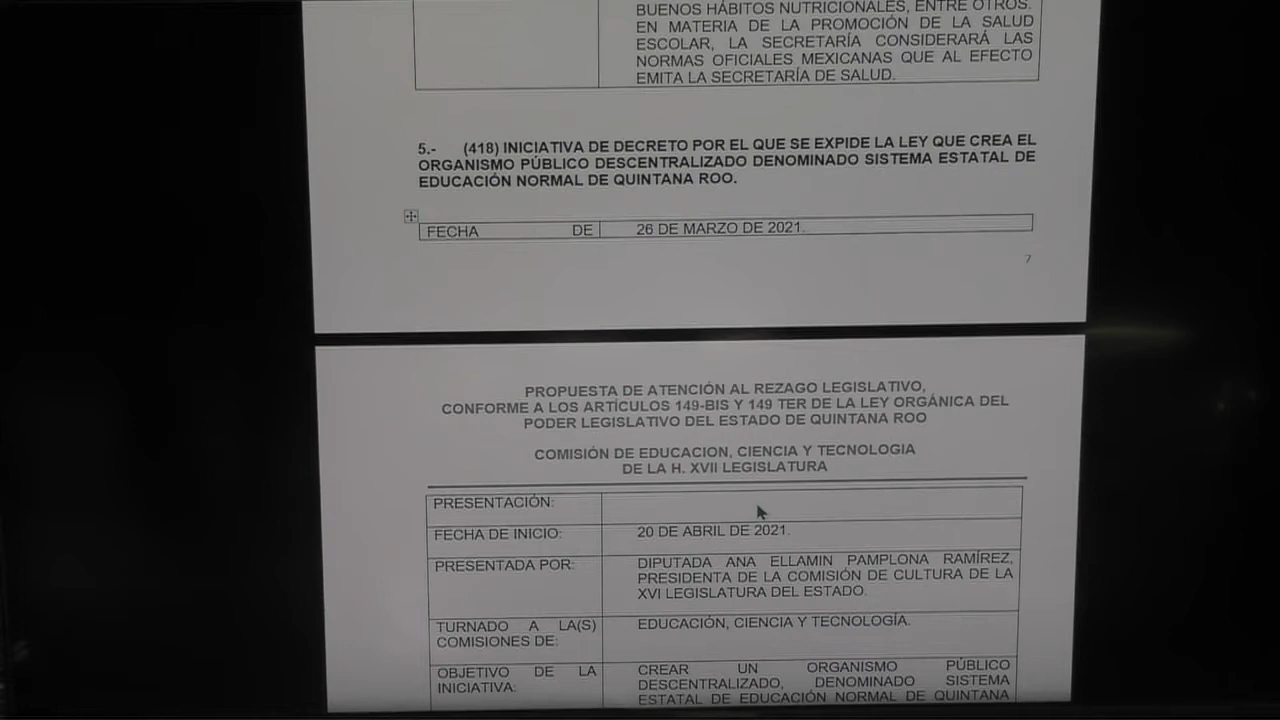 BUENOS HÁBITOS NUTRICIONALES, ENTRE OTROS.
EN MATERIA DE LA PROMOCIÓN DE LA SALUD
ESCOLAR, LA SECRETARÍA CONSIDERARÁ LAS
NORMAS OFICIALES MEXICANAS QUE AL EFECTO
EMITA LA SECRETARÍA DE SALUD.
5.- (418) INICIATIVA DE DECRETO POR EL QUE SE EXPIDE LA LEY QUE CREA EL
ORGANISMO PÚBLICO DESCENTRALIZADO DENOMINADO SISTEMA ESTATAL DE
EDUCACIÓN NORMAL DE QUINTANA ROO.
FECHA DE 26 DE MARZO DE 2021.
7
PROPUESTA DE ATENCIÓN AL REZAGO LEGISLATIVO,
CONFORME A LOS ARTÍCULOS 149-BIS Y 149 TER DE LA LEY ORGÁNICA DEL
PODER LEGISLATIVO DEL ESTADO DE QUINTANA ROO
COMISIÓN DE EDUCACION, CIENCIA Y TECNOLOGIA
DE LA H. XVII LEGISLATURA
PRESENTACIÓN:
FECHA DE INICIO: 20 DE ABRIL DE 2021.
PRESENTADA POR: DIPUTADA ANA ELLAMIN PAMPLONA RAMÍREZ,
PRESIDENTA DE LA COMISIÓN DE CULTURA DE LA
XVI LEGISLATURA DEL ESTADO.
TURNADO A LA(S) EDUCACIÓN, CIENCIA Y TECNOLOGÍA.
COMISIONES DE:
OBJETIVO DE LA CREAR UN ORGANISMO PÚBLICO
INICIATIVA: DESCENTRALIZADO, DENOMINADO SISTEMA
ESTATAL DE EDUCACIÓN NORMAL DE QUINTANA